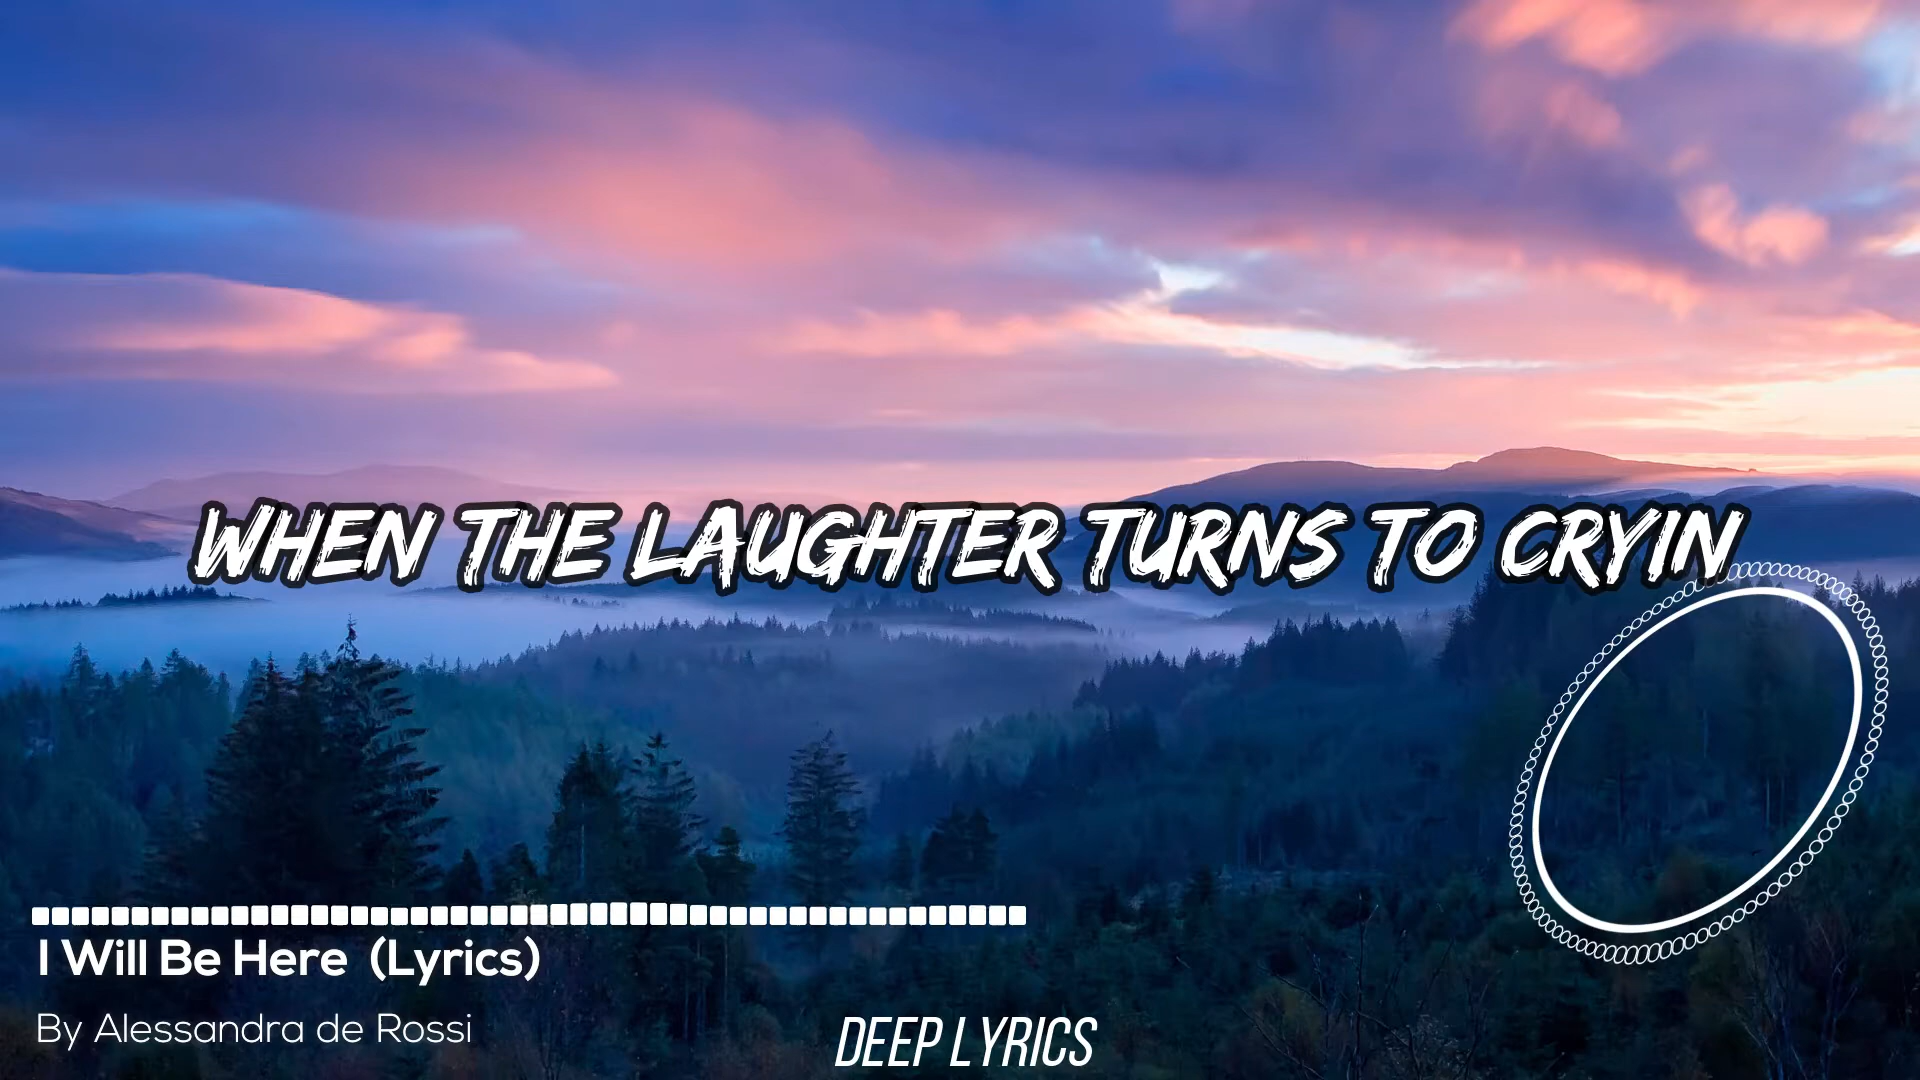 WHEN THE LAUGHTER TURNS TO CRYIN
I Will Be Here (Lyrics)
By Alessandra de Rossi
DEEP LYRICS